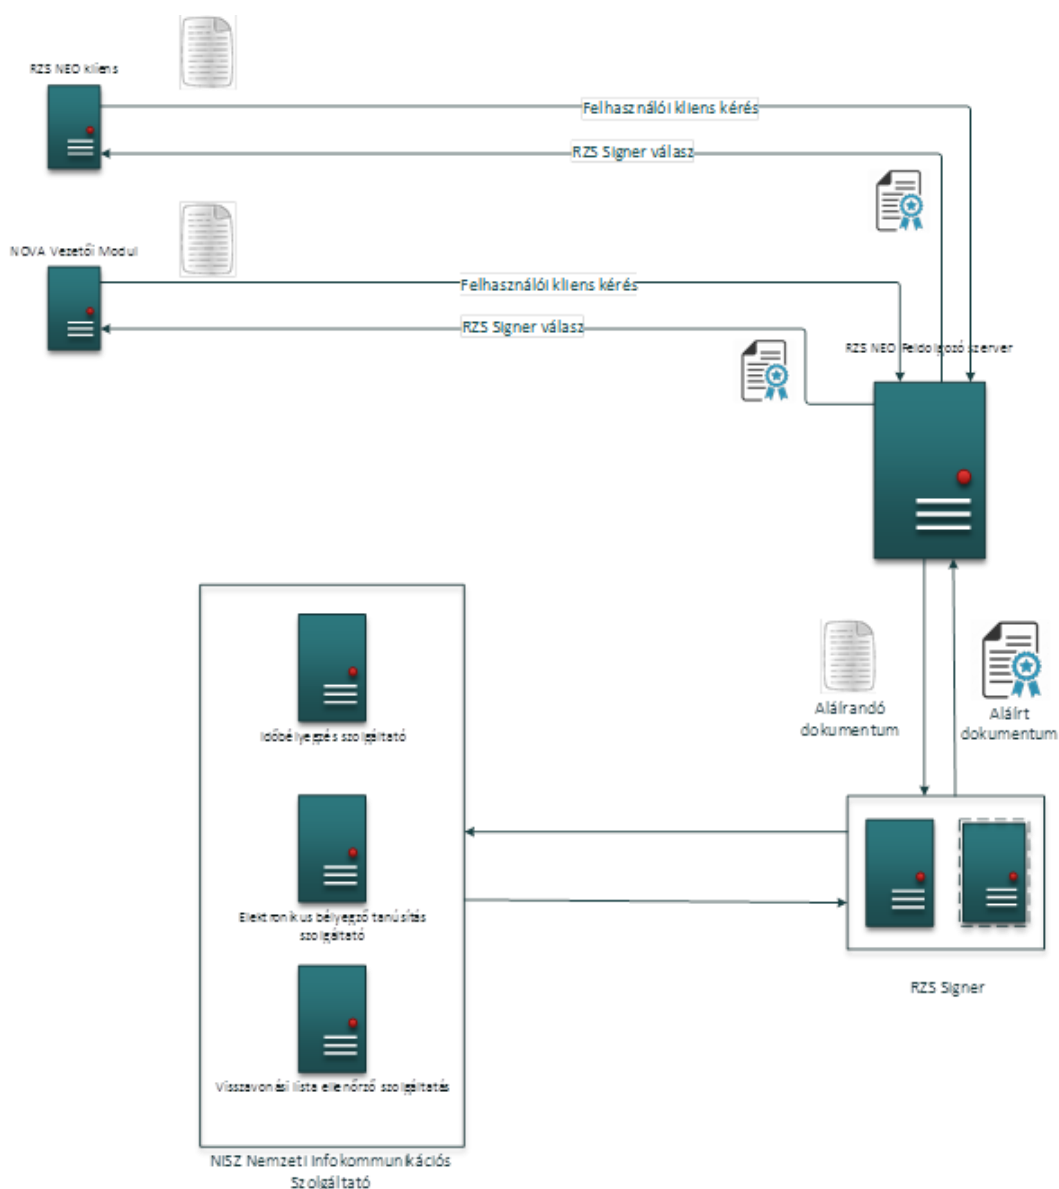 RZS NEO kliens
Felhasználói kliens kérés
RZS Signer válasz
NOVA Vezetői Modul
Felhasználói kliens kérés
RZS Signer válasz
RZS NEO Feldolgozó szerver
Aláírandó
dokumentum
Aláírt
dokumentum
Időbélyegzés szolgáltató
Elektronikus bélyegző tanúsítás
szolgáltató
Visszavonási lista ellenőrző szolgáltatás
RZS Signer
NISZ Nemzeti Infokommunikációs
Szolgáltató